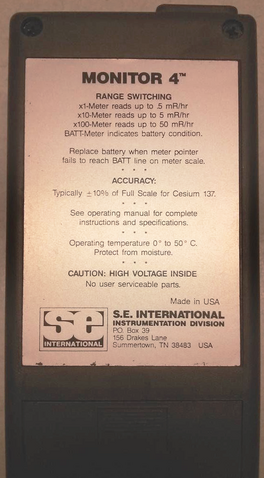 MONITOR 4™
RANGE SWITCHING
x1-Meter reads up to .5 mR/hr
x10-Meter reads up to 5 mR/hr
x100-Meter reads up to 50 mR/hr
BATT-Meter indicates battery condition.
Replace battery when meter pointer
fails to reach BATT line on meter scale.
* * *
ACCURACY:
Typically ±10% of Full Scale for Cesium 137.
* * *
See operating manual for complete
instructions and specifications.
* * *
Operating temperature 0° to 50° C.
Protect from moisture.
* * *
CAUTION: HIGH VOLTAGE INSIDE
No user serviceable parts.
Made in USA
se
INTERNATIONAL
S.E. INTERNATIONAL
INSTRUMENTATION DIVISION
P.O. Box 39
156 Drakes Lane
Summertown, TN 38483 USA